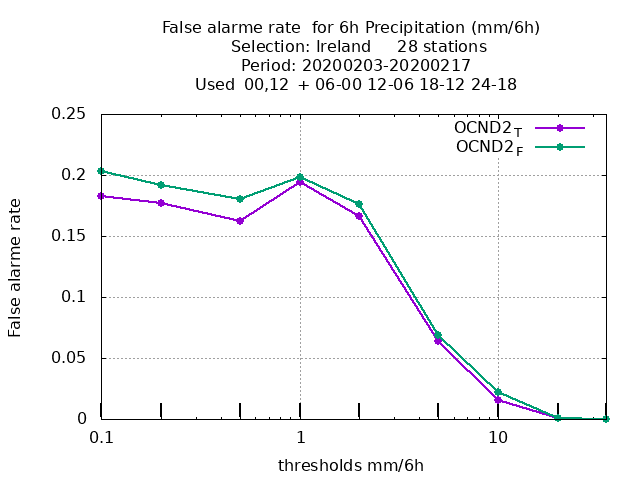 False alarme rate  for 6h Precipitation (mm/6h)
Selection: Ireland     28 stations
Period: 20200203-20200217
Used  00,12  + 06-00 12-06 18-12 24-18
OCND2T
OCND2F
0.25
0.2
0.15
0.1
0.05
0
False alarme rate
0.1 1 10
thresholds mm/6h